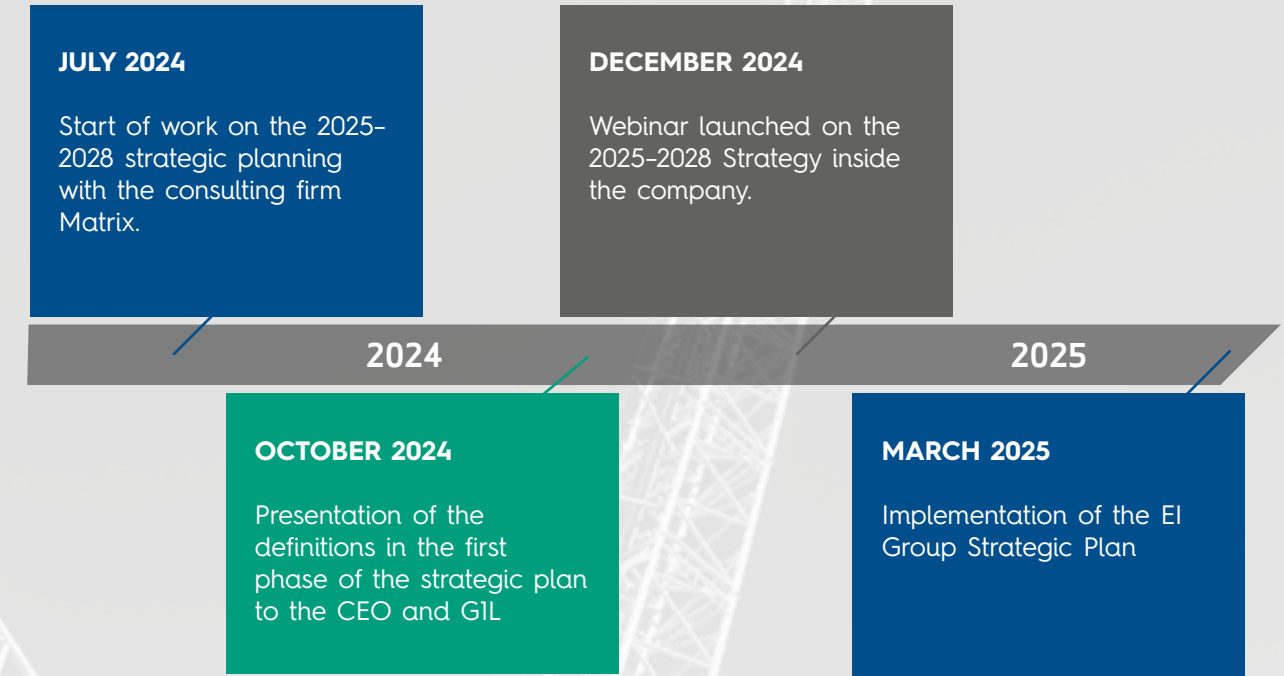 JULY 2024
Start of work on the 2025–
2028 strategic planning
with the consulting firm
Matrix.
DECEMBER 2024
Webinar launched on the
2025–2028 Strategy inside
the company.
2024
2025
OCTOBER 2024
Presentation of the
definitions in the first
phase of the strategic plan
to the CEO and G1L
MARCH 2025
Implementation of the EI
Group Strategic Plan